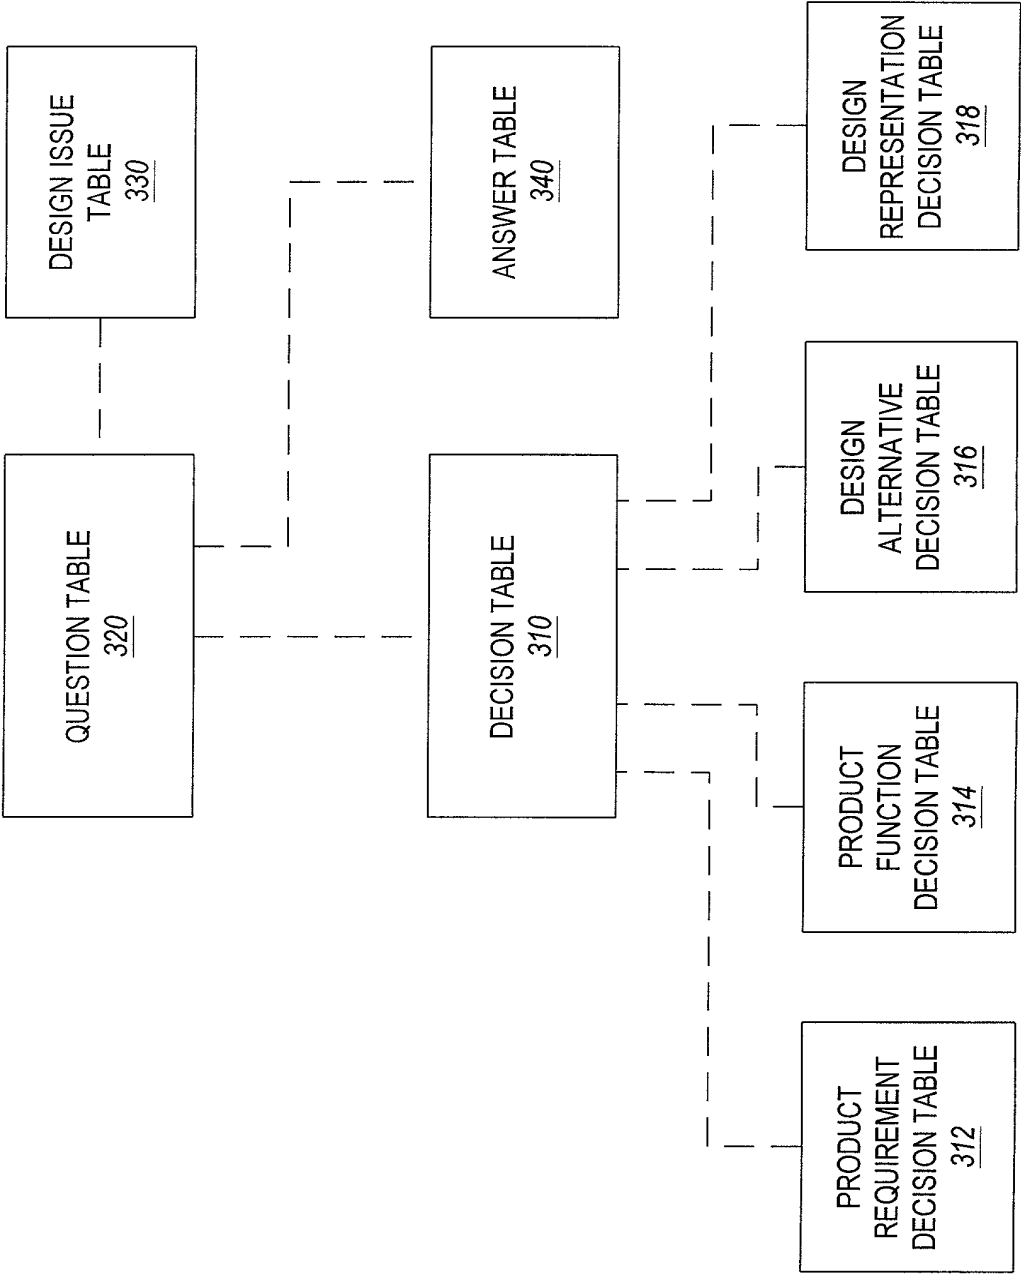 QUESTION TABLE
320
DESIGN ISSUE
TABLE
330
DECISION TABLE
310
ANSWER TABLE
340
PRODUCT
REQUIREMENT
DECISION TABLE
312
PRODUCT
FUNCTION
DECISION TABLE
314
DESIGN
ALTERNATIVE
DECISION TABLE
316
DESIGN
REPRESENTATION
DECISION TABLE
318